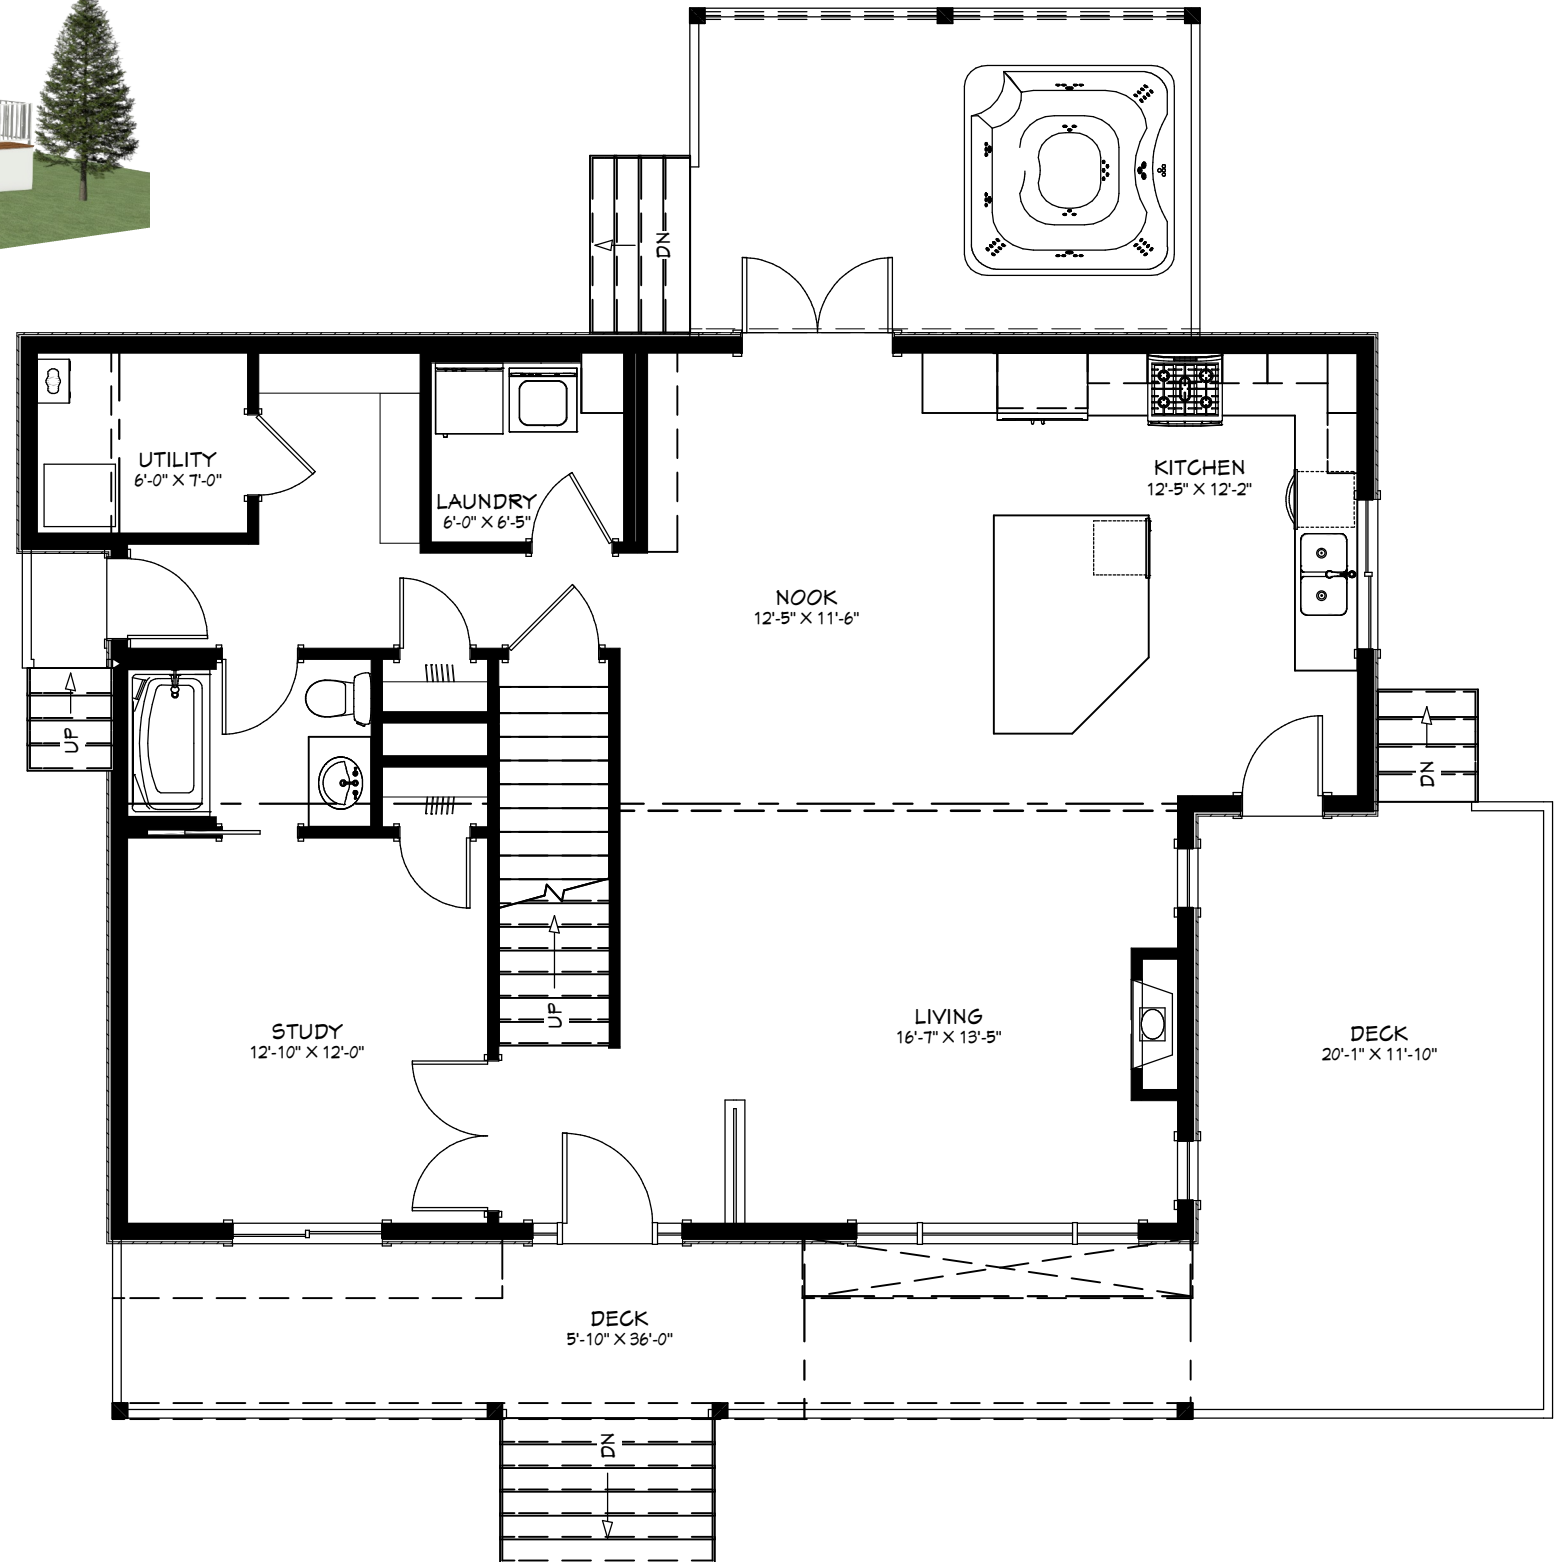 DN
UTILITY
6'-0" X 7'-0"
LAUNDRY
6'-0" X 6'-5"
KITCHEN
12'-5" X 12'-2"
NOOK
12'-5" X 11'-6"
UP
DN
UP
STUDY
12'-10" X 12'-0"
LIVING
16'-7" X 13'-5"
DECK
20'-1" X 11'-10"
DECK
5'-10" X 36'-0"
DN